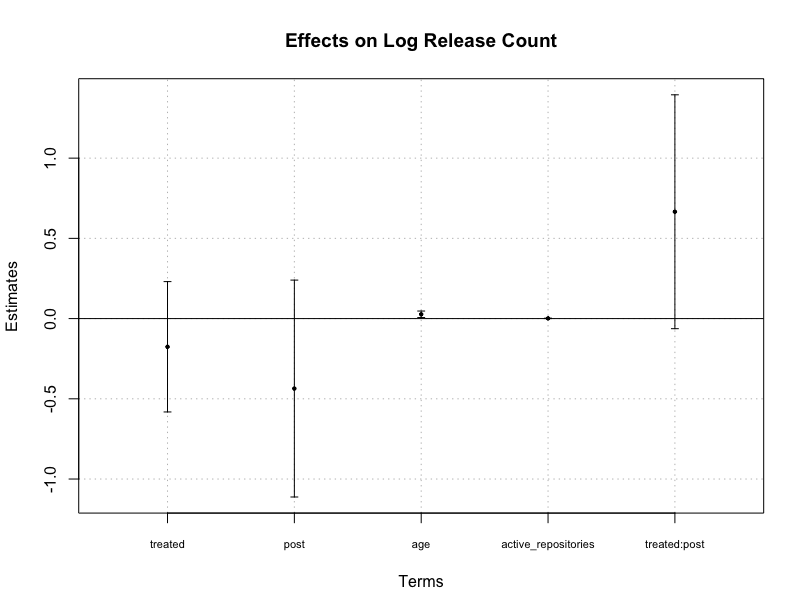 Effects on Log Release Count
1.0
0.5
0.0
-0.5
-1.0
Estimates
treated post age active_repositories treated:post
Terms